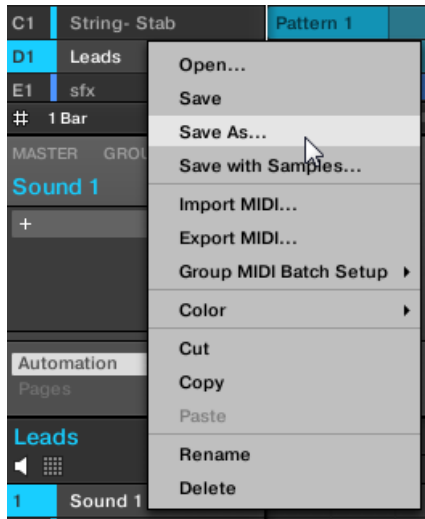 C1 String- Stab Pattern 1
D1 Leads
E1 sfx
1 Bar
MASTER GROU
Sound 1
+
Automation
Pages
Leads
1 Sound 1
Open...
Save
Save As...
Save with Samples...
Import MIDI...
Export MIDI...
Group MIDI Batch Setup
Color
Cut
Copy
Paste
Rename
Delete